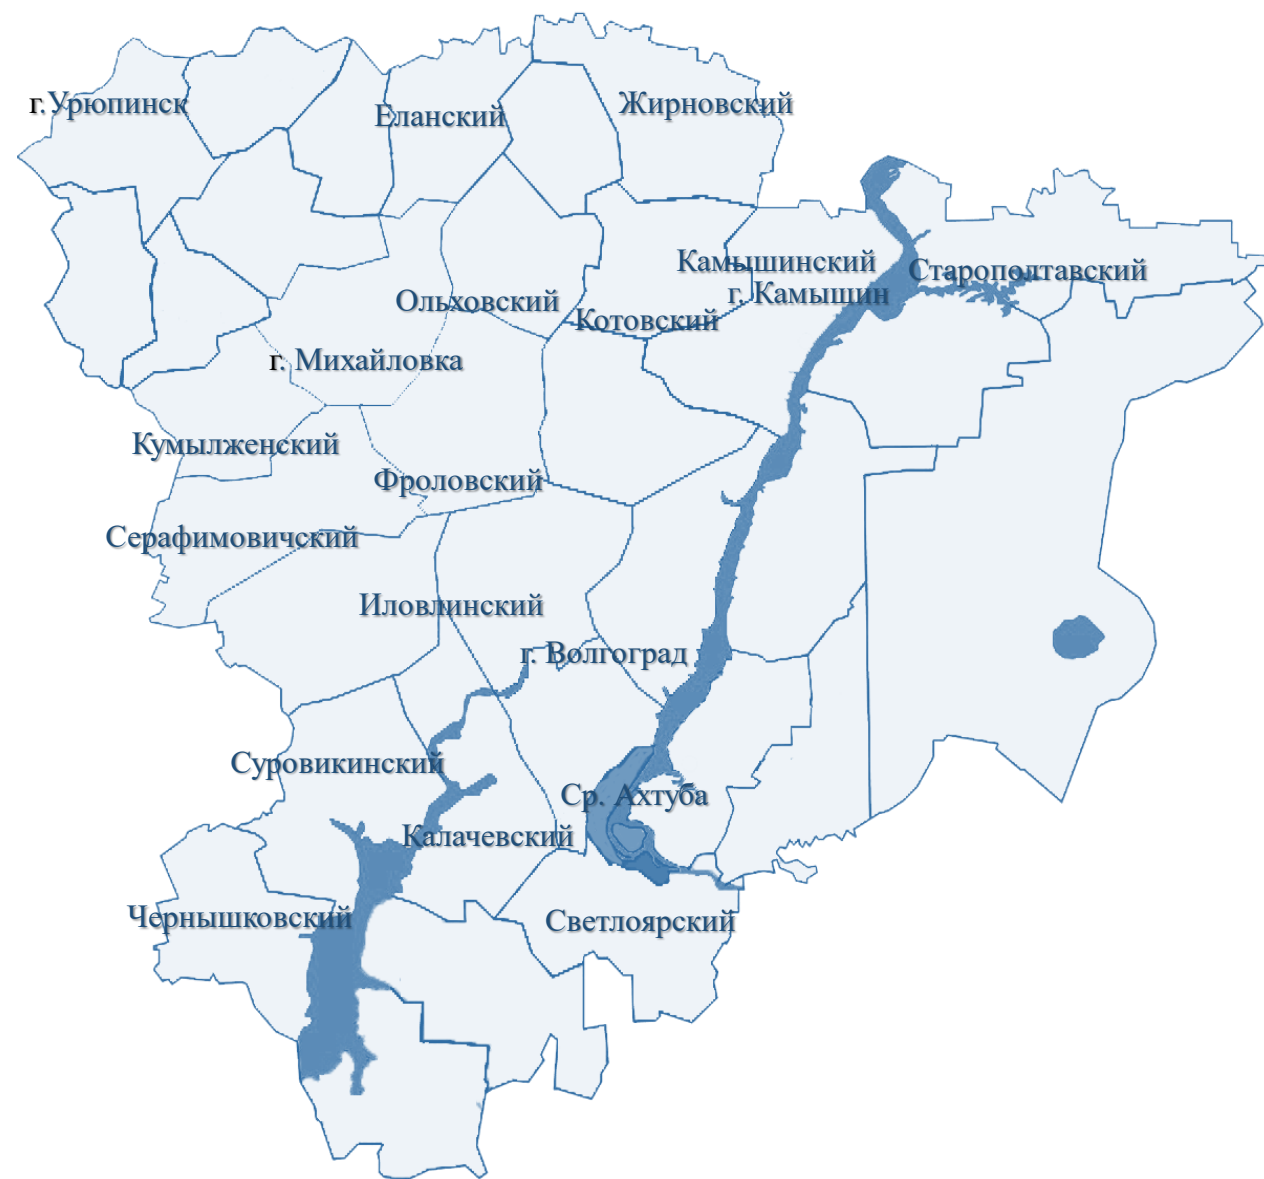 г.Урюпинск
Еланский
Жирновский
Камышинский
Старополтавский
г. Камышин
Ольховский
Котовский
г. Михайловка
Кумылженский
Фроловский
Серафимовичский
Иловлинский
г. Волгоград
Суровикинский
Ср. Ахтуба
Калачевский
Чернышковский
Светлоярский